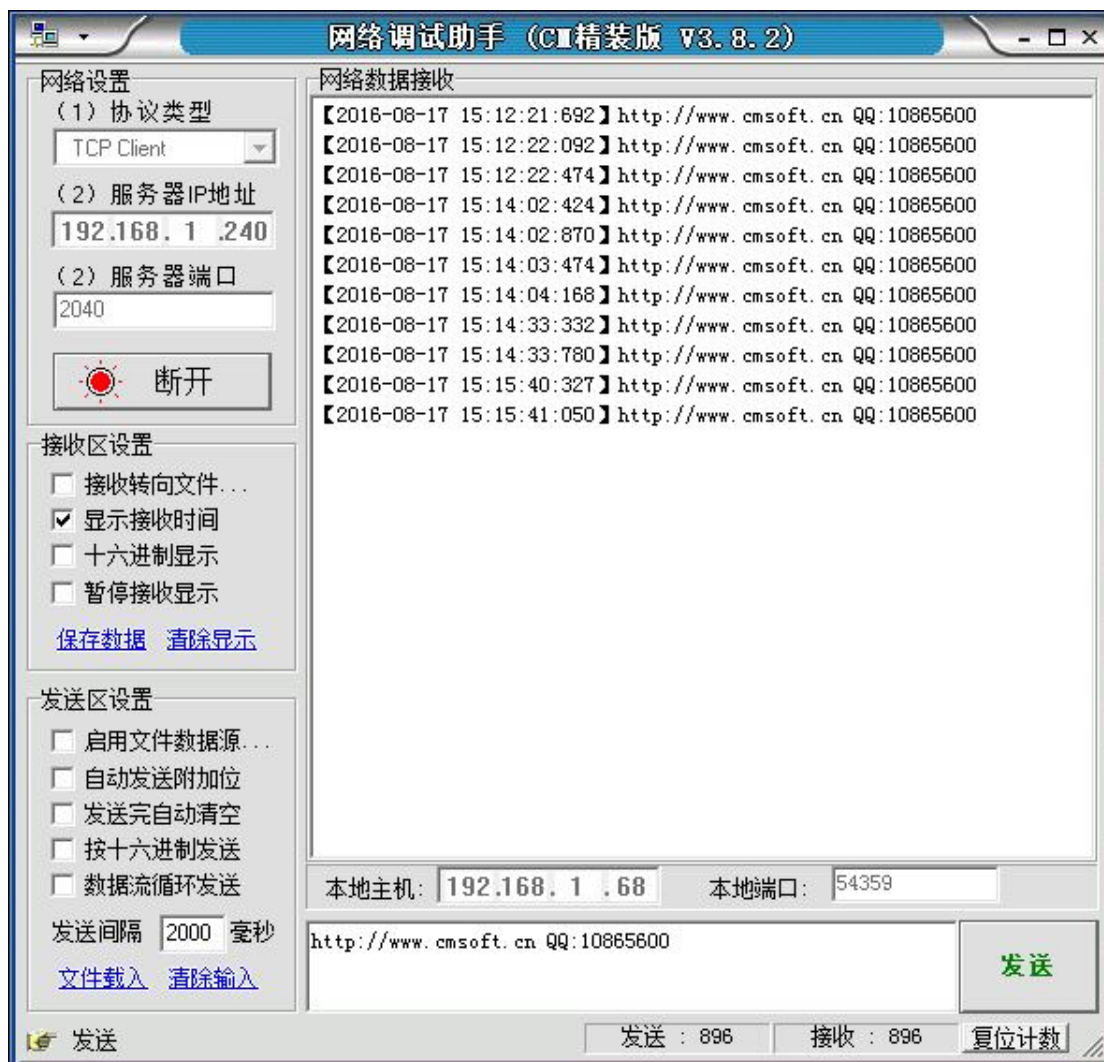 网络调试助手 (CM精装版 V3.8.2)
网络设置
(1) 协议类型
TCP Client
(2) 服务器IP地址
192.168. 1 .240
(2) 服务器端口
2040
断开
接收区设置
接收转向文件...
显示接收时间
十六进制显示
暂停接收显示
保存数据 清除显示
发送区设置
启用文件数据源...
自动发送附加位
发送完自动清空
按十六进制发送
数据流循环发送
发送间隔 2000 毫秒
文件载入 清除输入
网络数据接收
【2016-08-17 15:12:21:692】http://www.cmsoft.cn QQ:10865600
【2016-08-17 15:12:22:092】http://www.cmsoft.cn QQ:10865600
【2016-08-17 15:12:22:474】http://www.cmsoft.cn QQ:10865600
【2016-08-17 15:14:02:424】http://www.cmsoft.cn QQ:10865600
【2016-08-17 15:14:02:870】http://www.cmsoft.cn QQ:10865600
【2016-08-17 15:14:03:474】http://www.cmsoft.cn QQ:10865600
【2016-08-17 15:14:04:168】http://www.cmsoft.cn QQ:10865600
【2016-08-17 15:14:33:332】http://www.cmsoft.cn QQ:10865600
【2016-08-17 15:14:33:780】http://www.cmsoft.cn QQ:10865600
【2016-08-17 15:15:40:327】http://www.cmsoft.cn QQ:10865600
【2016-08-17 15:15:41:050】http://www.cmsoft.cn QQ:10865600
本地主机: 192.168. 1 .68 本地端口: 54359
http://www.cmsoft.cn QQ:10865600
发送
发送 发送 : 896 接收 : 896 复位计数